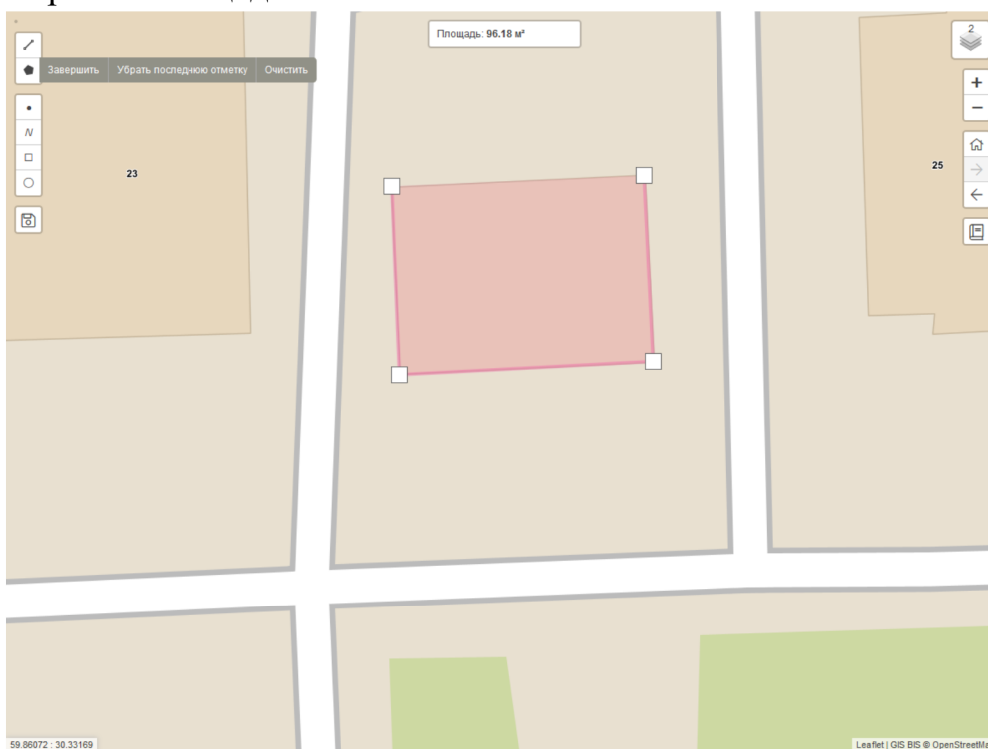 Площадь: 96.18 м²
2
Завершить Убрать последнюю отметку Очистить
+
−
N
23
25
59.86072 : 30.33169
Leaflet | GIS BIS © OpenStreetMa